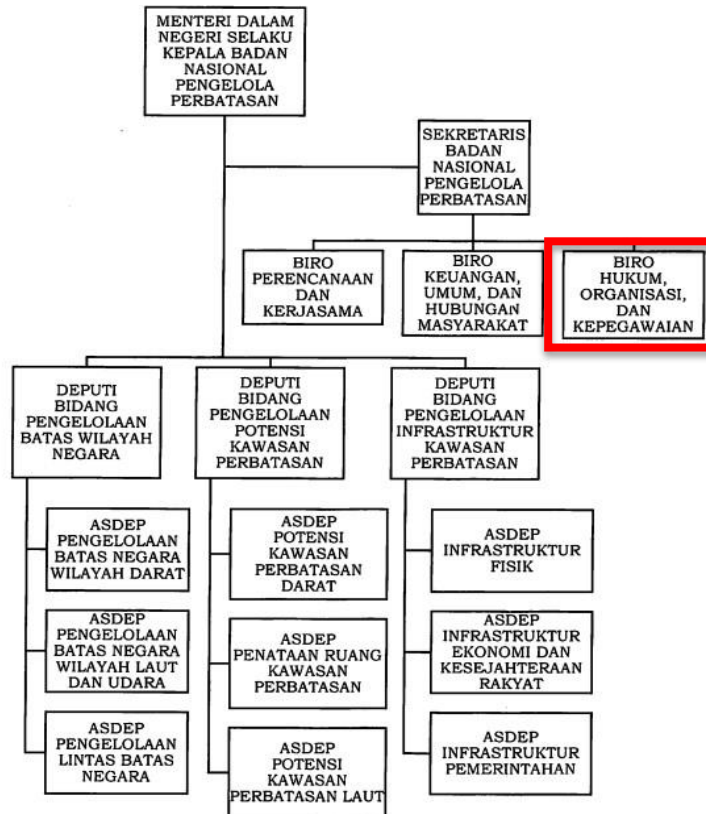 MENTERI DALAM
NEGERI SELAKU
KEPALA BADAN
NASIONAL
PENGELOLA
PERBATASAN
SEKRETARIS
BADAN
NASIONAL
PENGELOLA
PERBATASAN
BIRO
PERENCANAAN
DAN
KERJASAMA
BIRO
KEUANGAN,
UMUM, DAN
HUBUNGAN
MASYARAKAT
BIRO
HUKUM,
ORGANISASI,
DAN
KEPEGAWAIAN
DEPUTI
BIDANG
PENGELOLAAN
BATAS WILAYAH
NEGARA
DEPUTI
BIDANG
PENGELOLAAN
POTENSI
KAWASAN
PERBATASAN
DEPUTI
BIDANG
PENGELOLAAN
INFRASTRUKTUR
KAWASAN
PERBATASAN
ASDEP
PENGELOLAAN
BATAS NEGARA
WILAYAH DARAT
ASDEP
PENGELOLAAN
BATAS NEGARA
WILAYAH LAUT
DAN UDARA
ASDEP
PENGELOLAAN
LINTAS BATAS
NEGARA
ASDEP
POTENSI
KAWASAN
PERBATASAN
DARAT
ASDEP
PENATAAN RUANG
KAWASAN
PERBATASAN
ASDEP
POTENSI
KAWASAN
PERBATASAN LAUT
ASDEP
INFRASTRUKTUR
FISIK
ASDEP
INFRASTRUKTUR
EKONOMI DAN
KESEJAHTERAAN
RAKYAT
ASDEP
INFRASTRUKTUR
PEMERINTAHAN